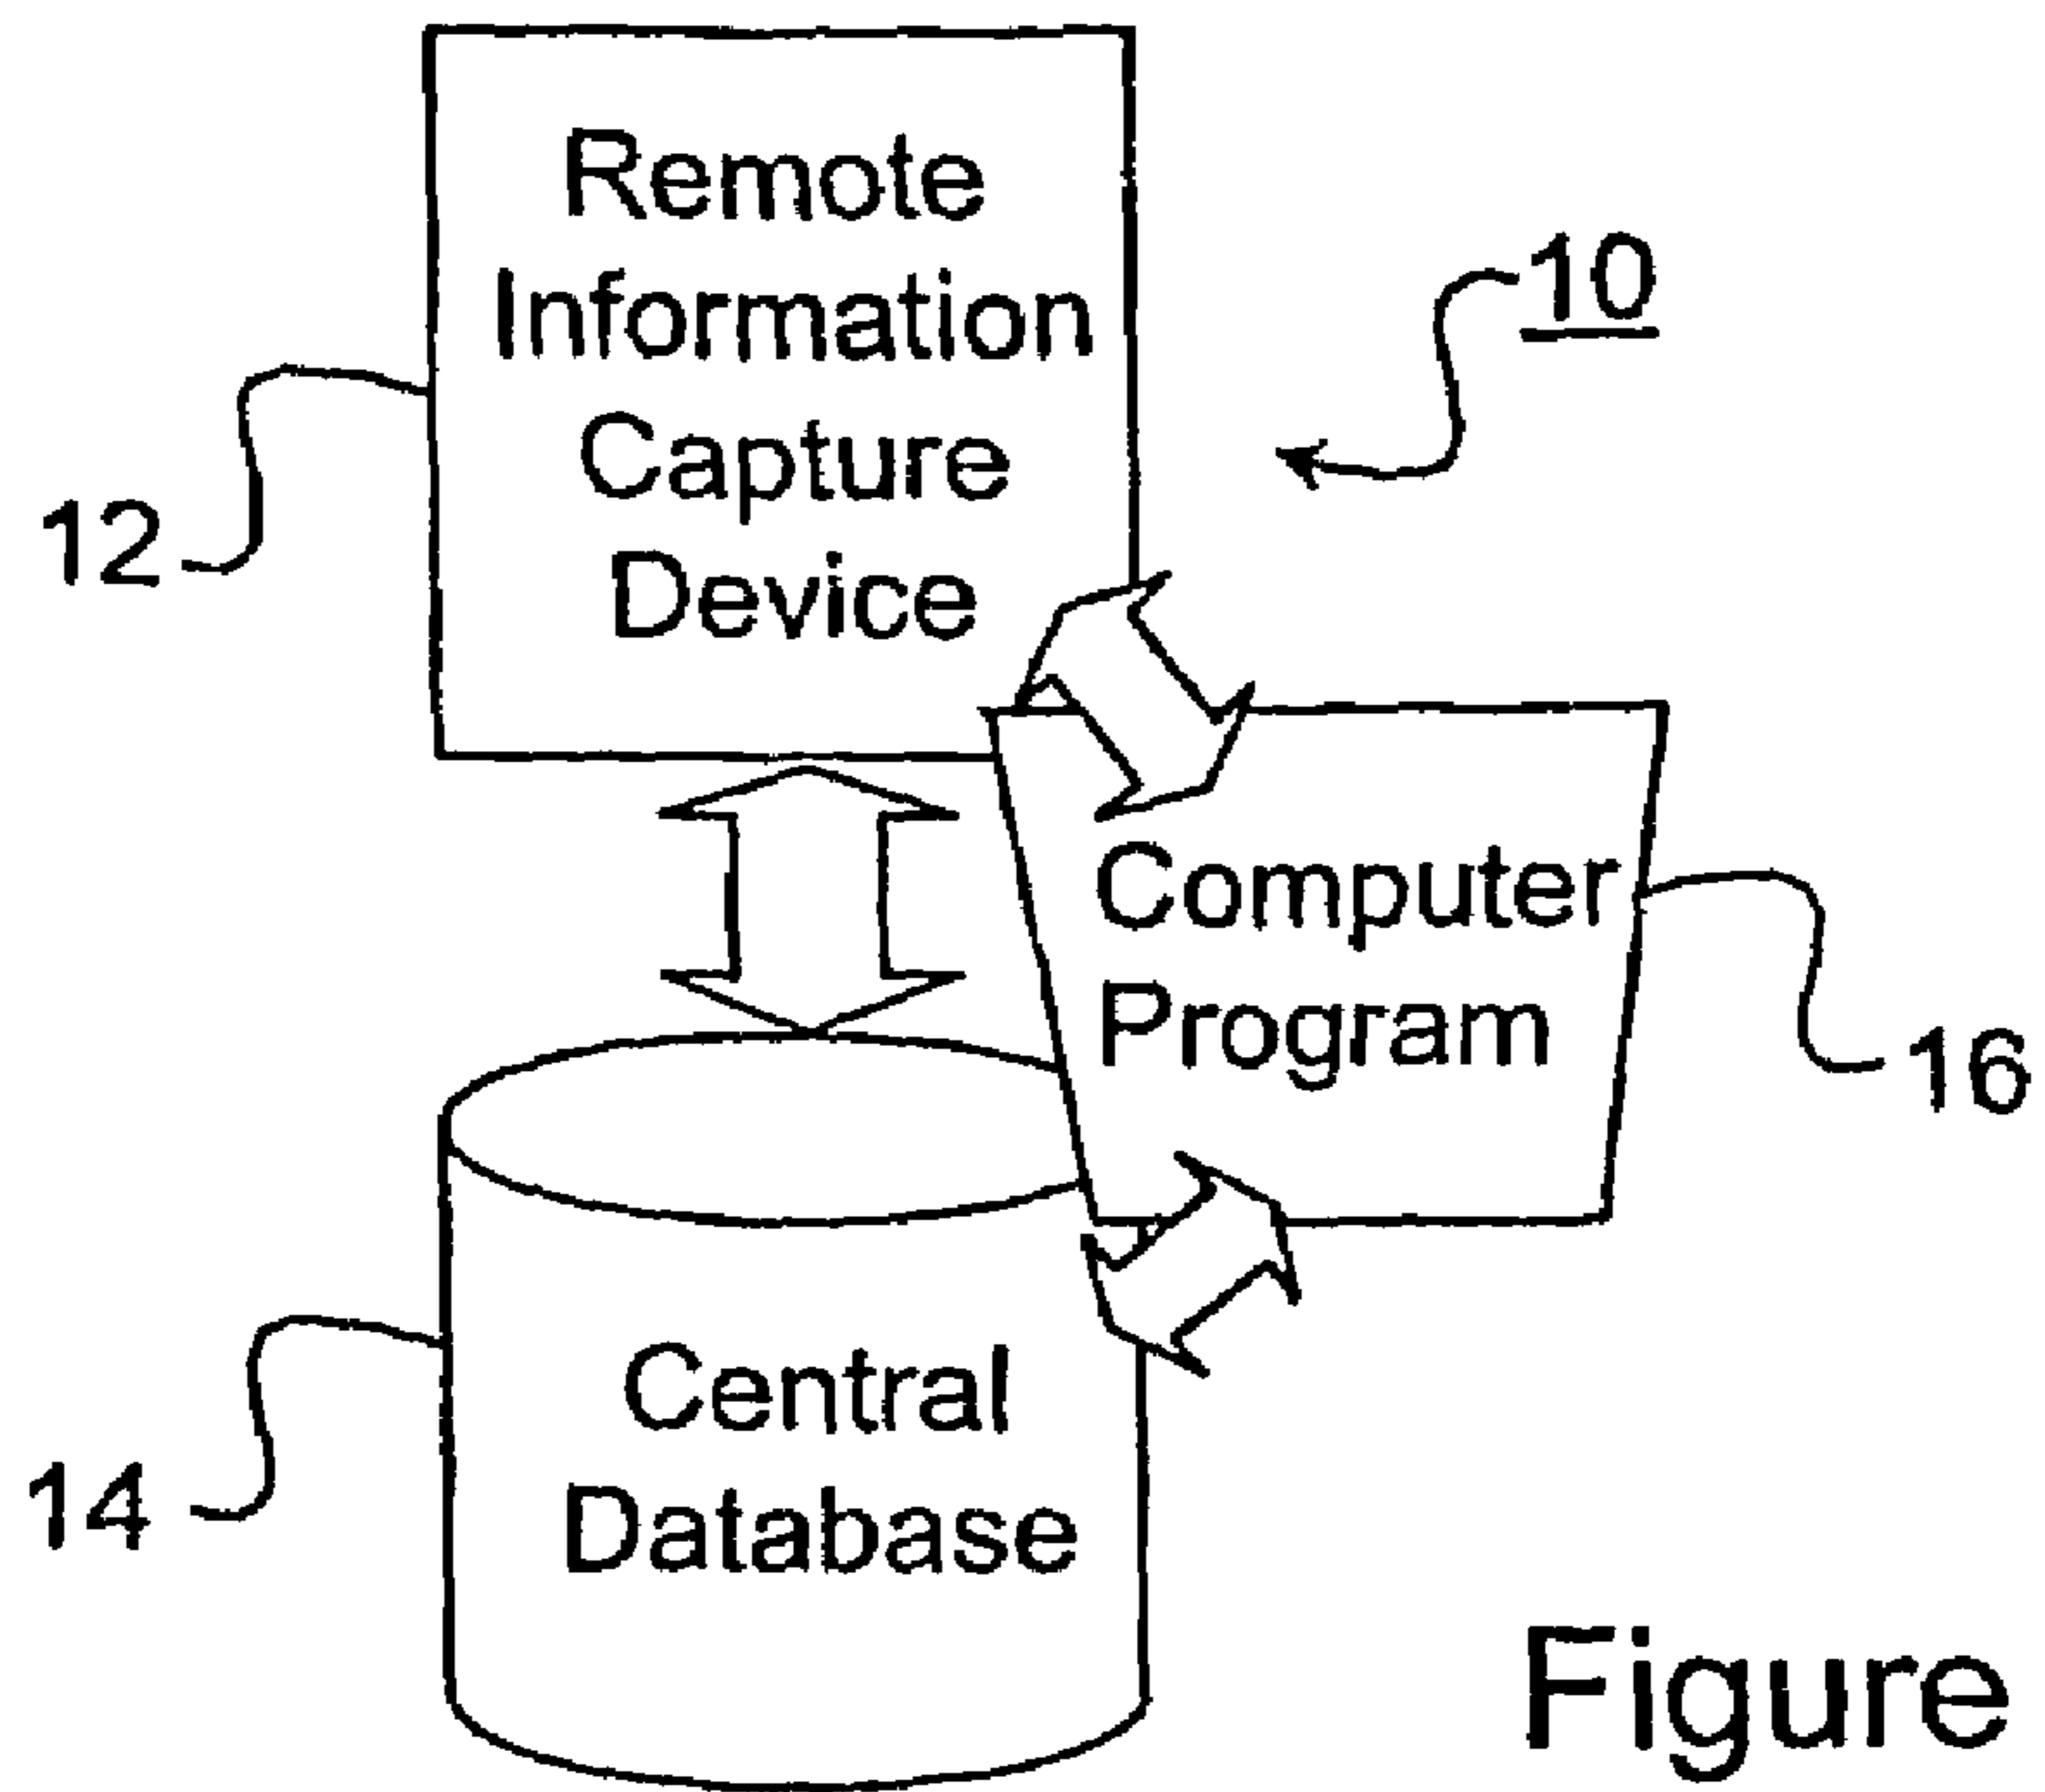 Remote
Information
Capture
Device
10
12
Computer
Program
16
Central
Database
14
Figure